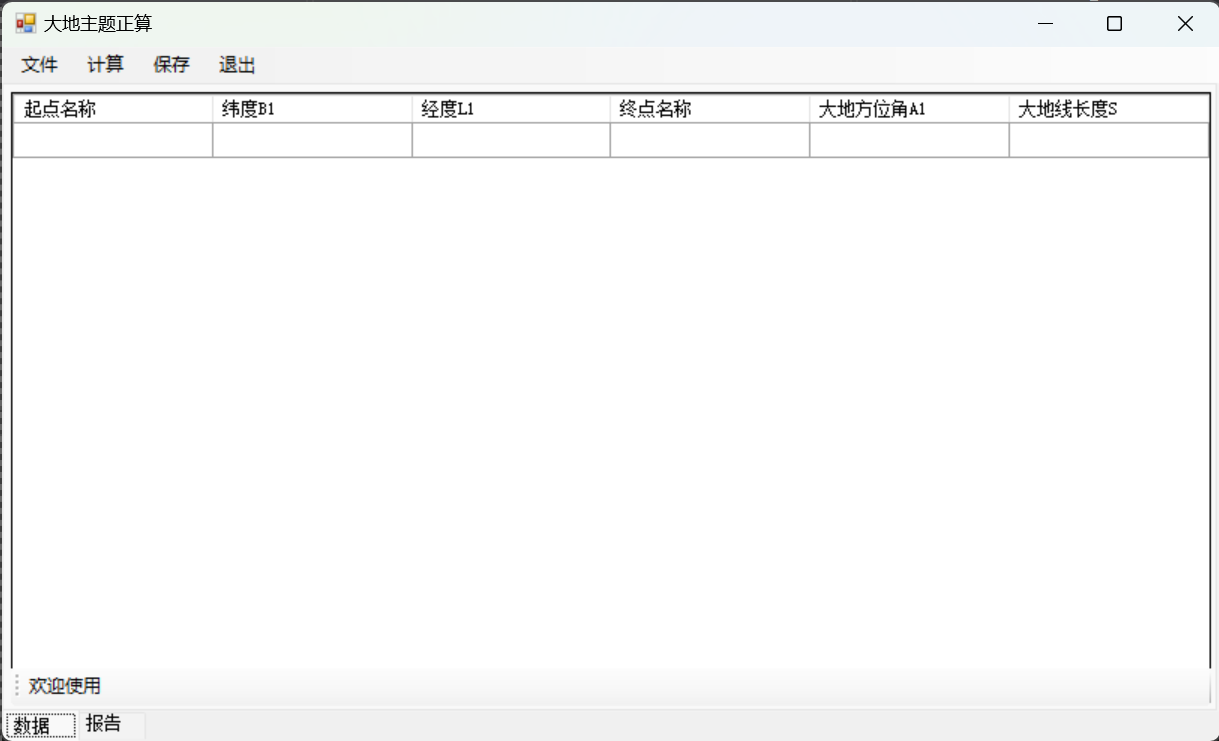 大地主题正算
文件 计算 保存 退出
起点名称 纬度B1 经度L1 终点名称 大地方位角A1 大地线长度S
欢迎使用
数据 报告